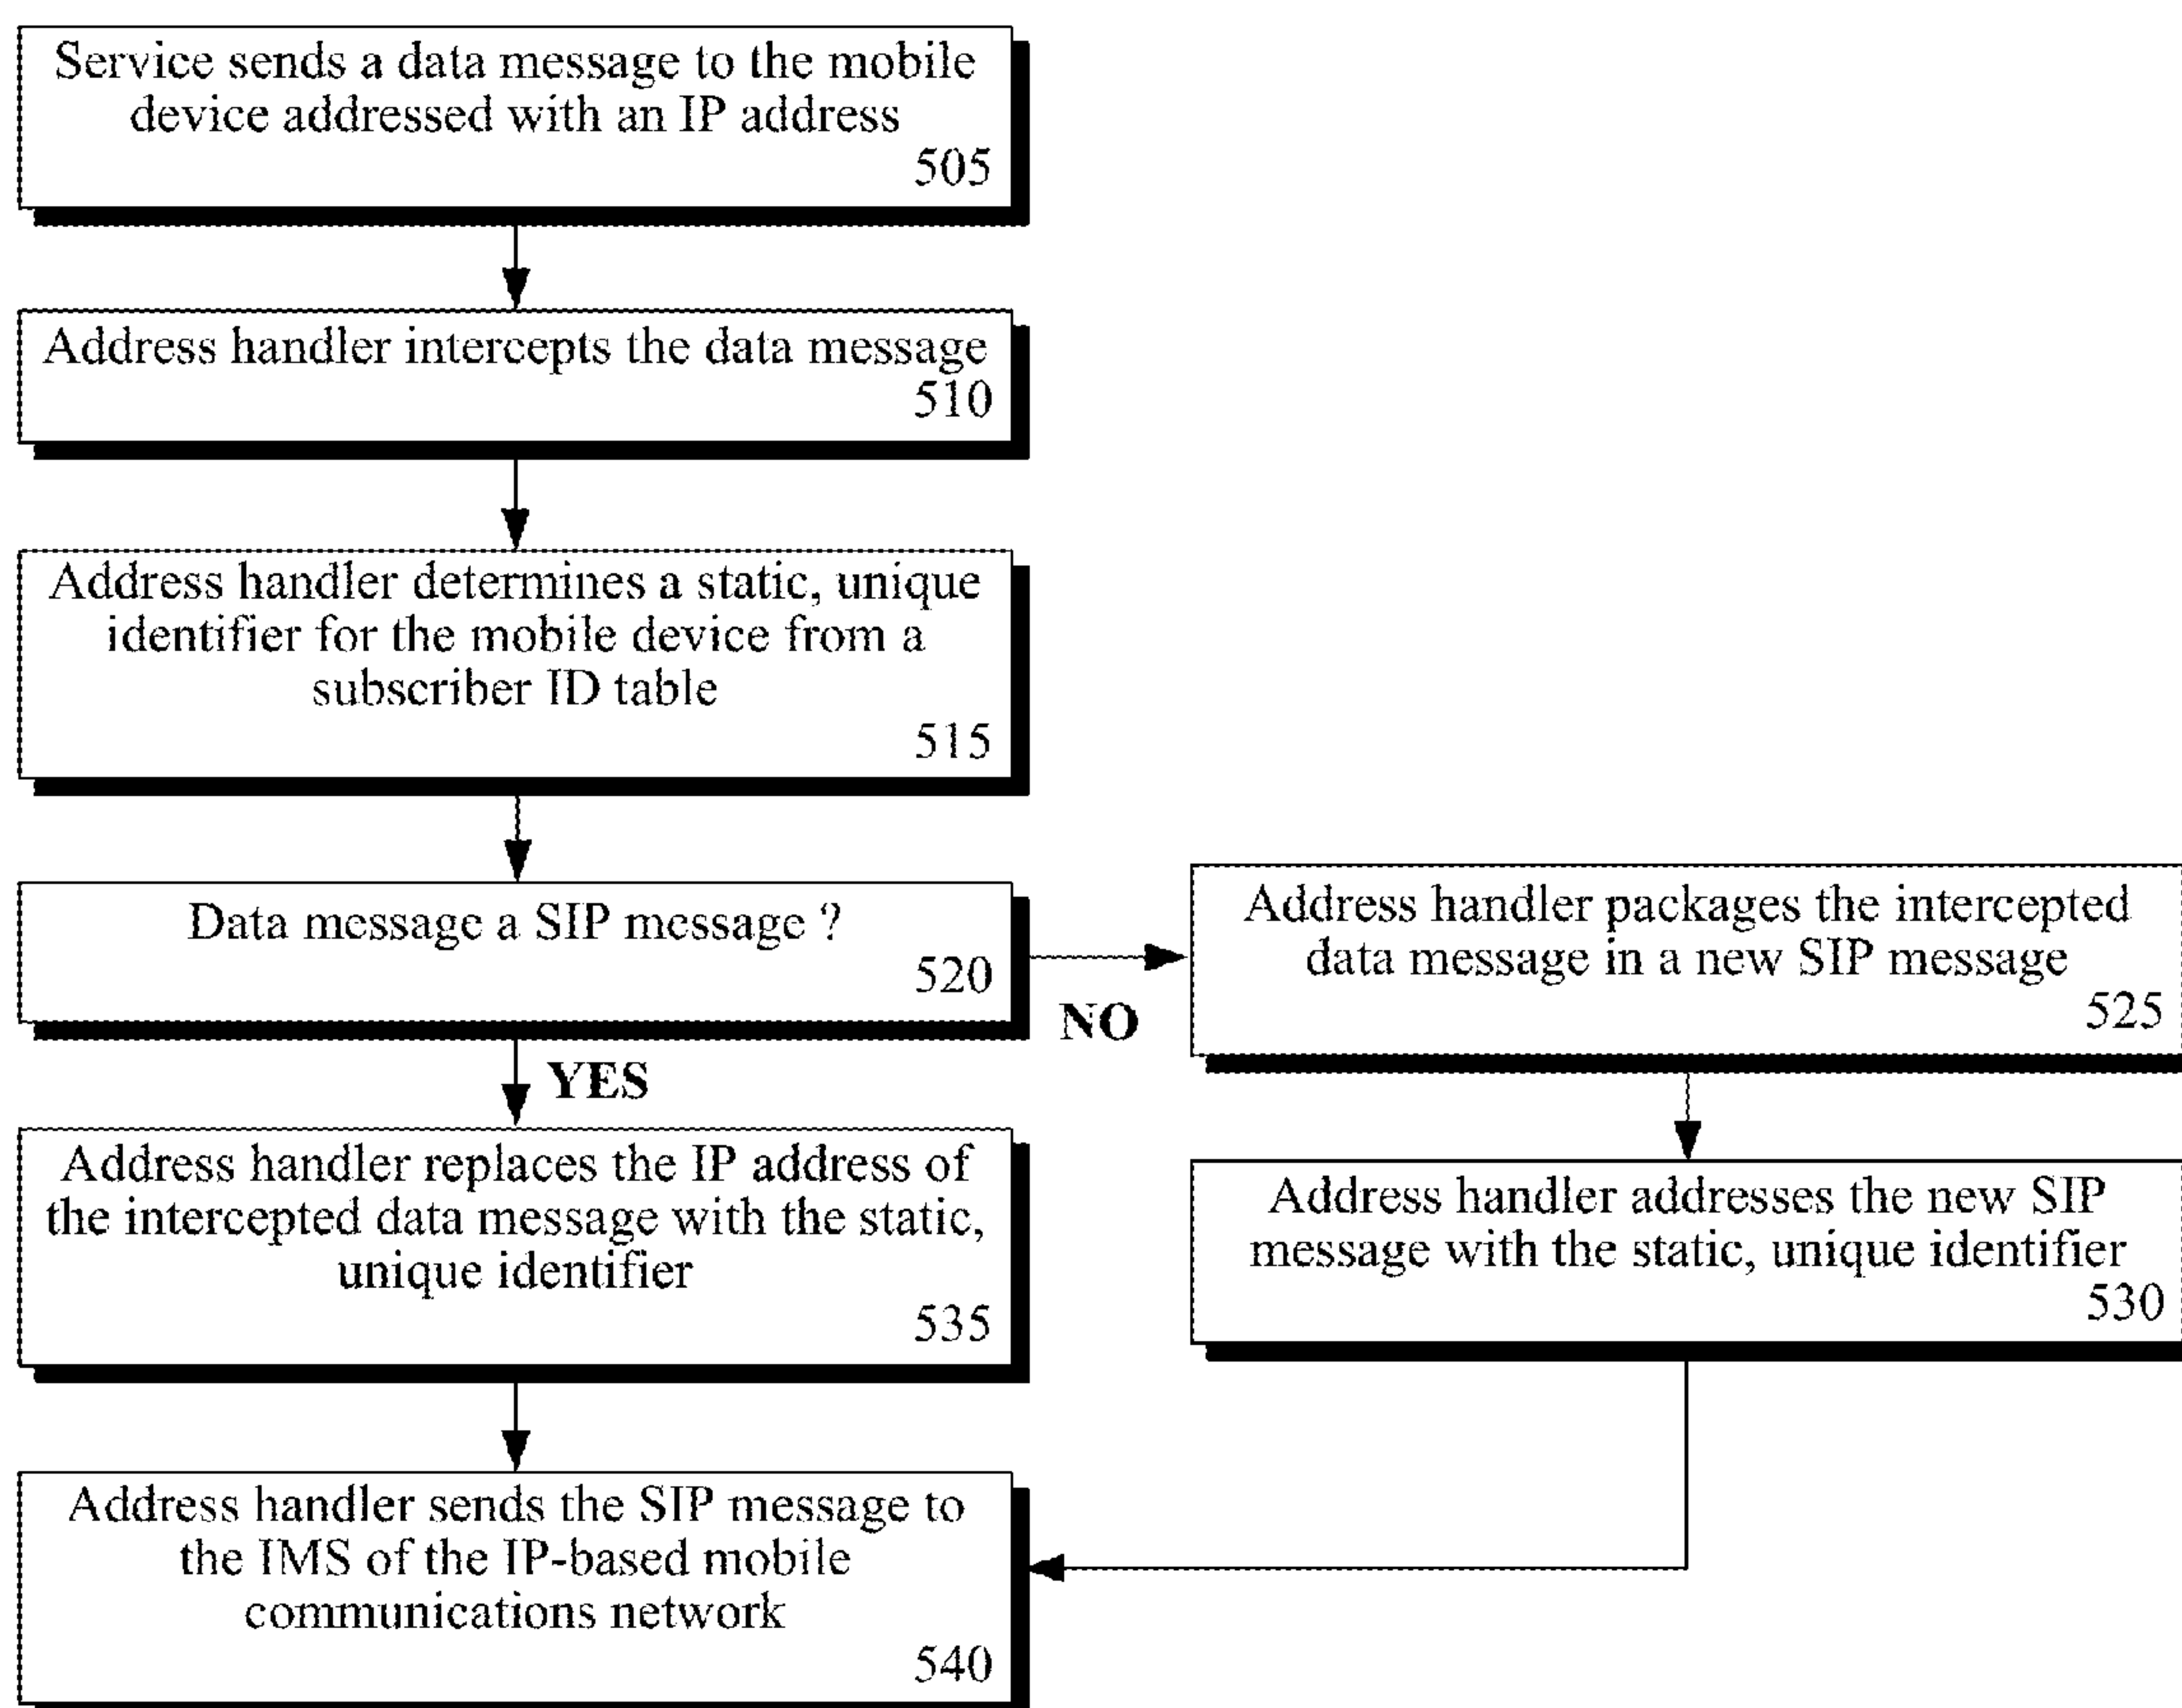 Service sends a data message to the mobile
device addressed with an IP address
505
Address handler intercepts the data message
510
Address handler determines a static, unique
identifier for the mobile device from a
subscriber ID table
515
Data message a SIP message ?
520
NO
YES
Address handler packages the intercepted
data message in a new SIP message
525
Address handler addresses the new SIP
message with the static, unique identifier
530
Address handler replaces the IP address of
the intercepted data message with the static,
unique identifier
535
Address handler sends the SIP message to
the IMS of the IP-based mobile
communications network
540